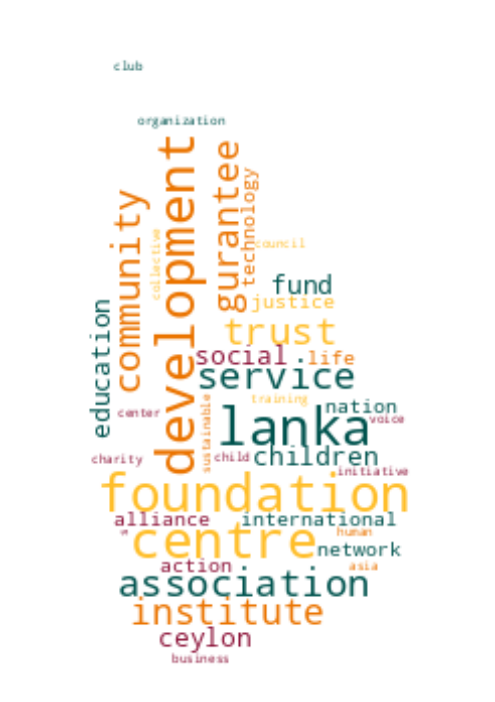 club
organization
development
gurantee
community
technology
collective
council
fund
justice
education
trust
social
.life
service
training
nation
center
lanka
voice
sustainable
charity
child
children
initiative
foundation
alliance
international
centre
human
network
action
asia
association
institute
ceylon
business